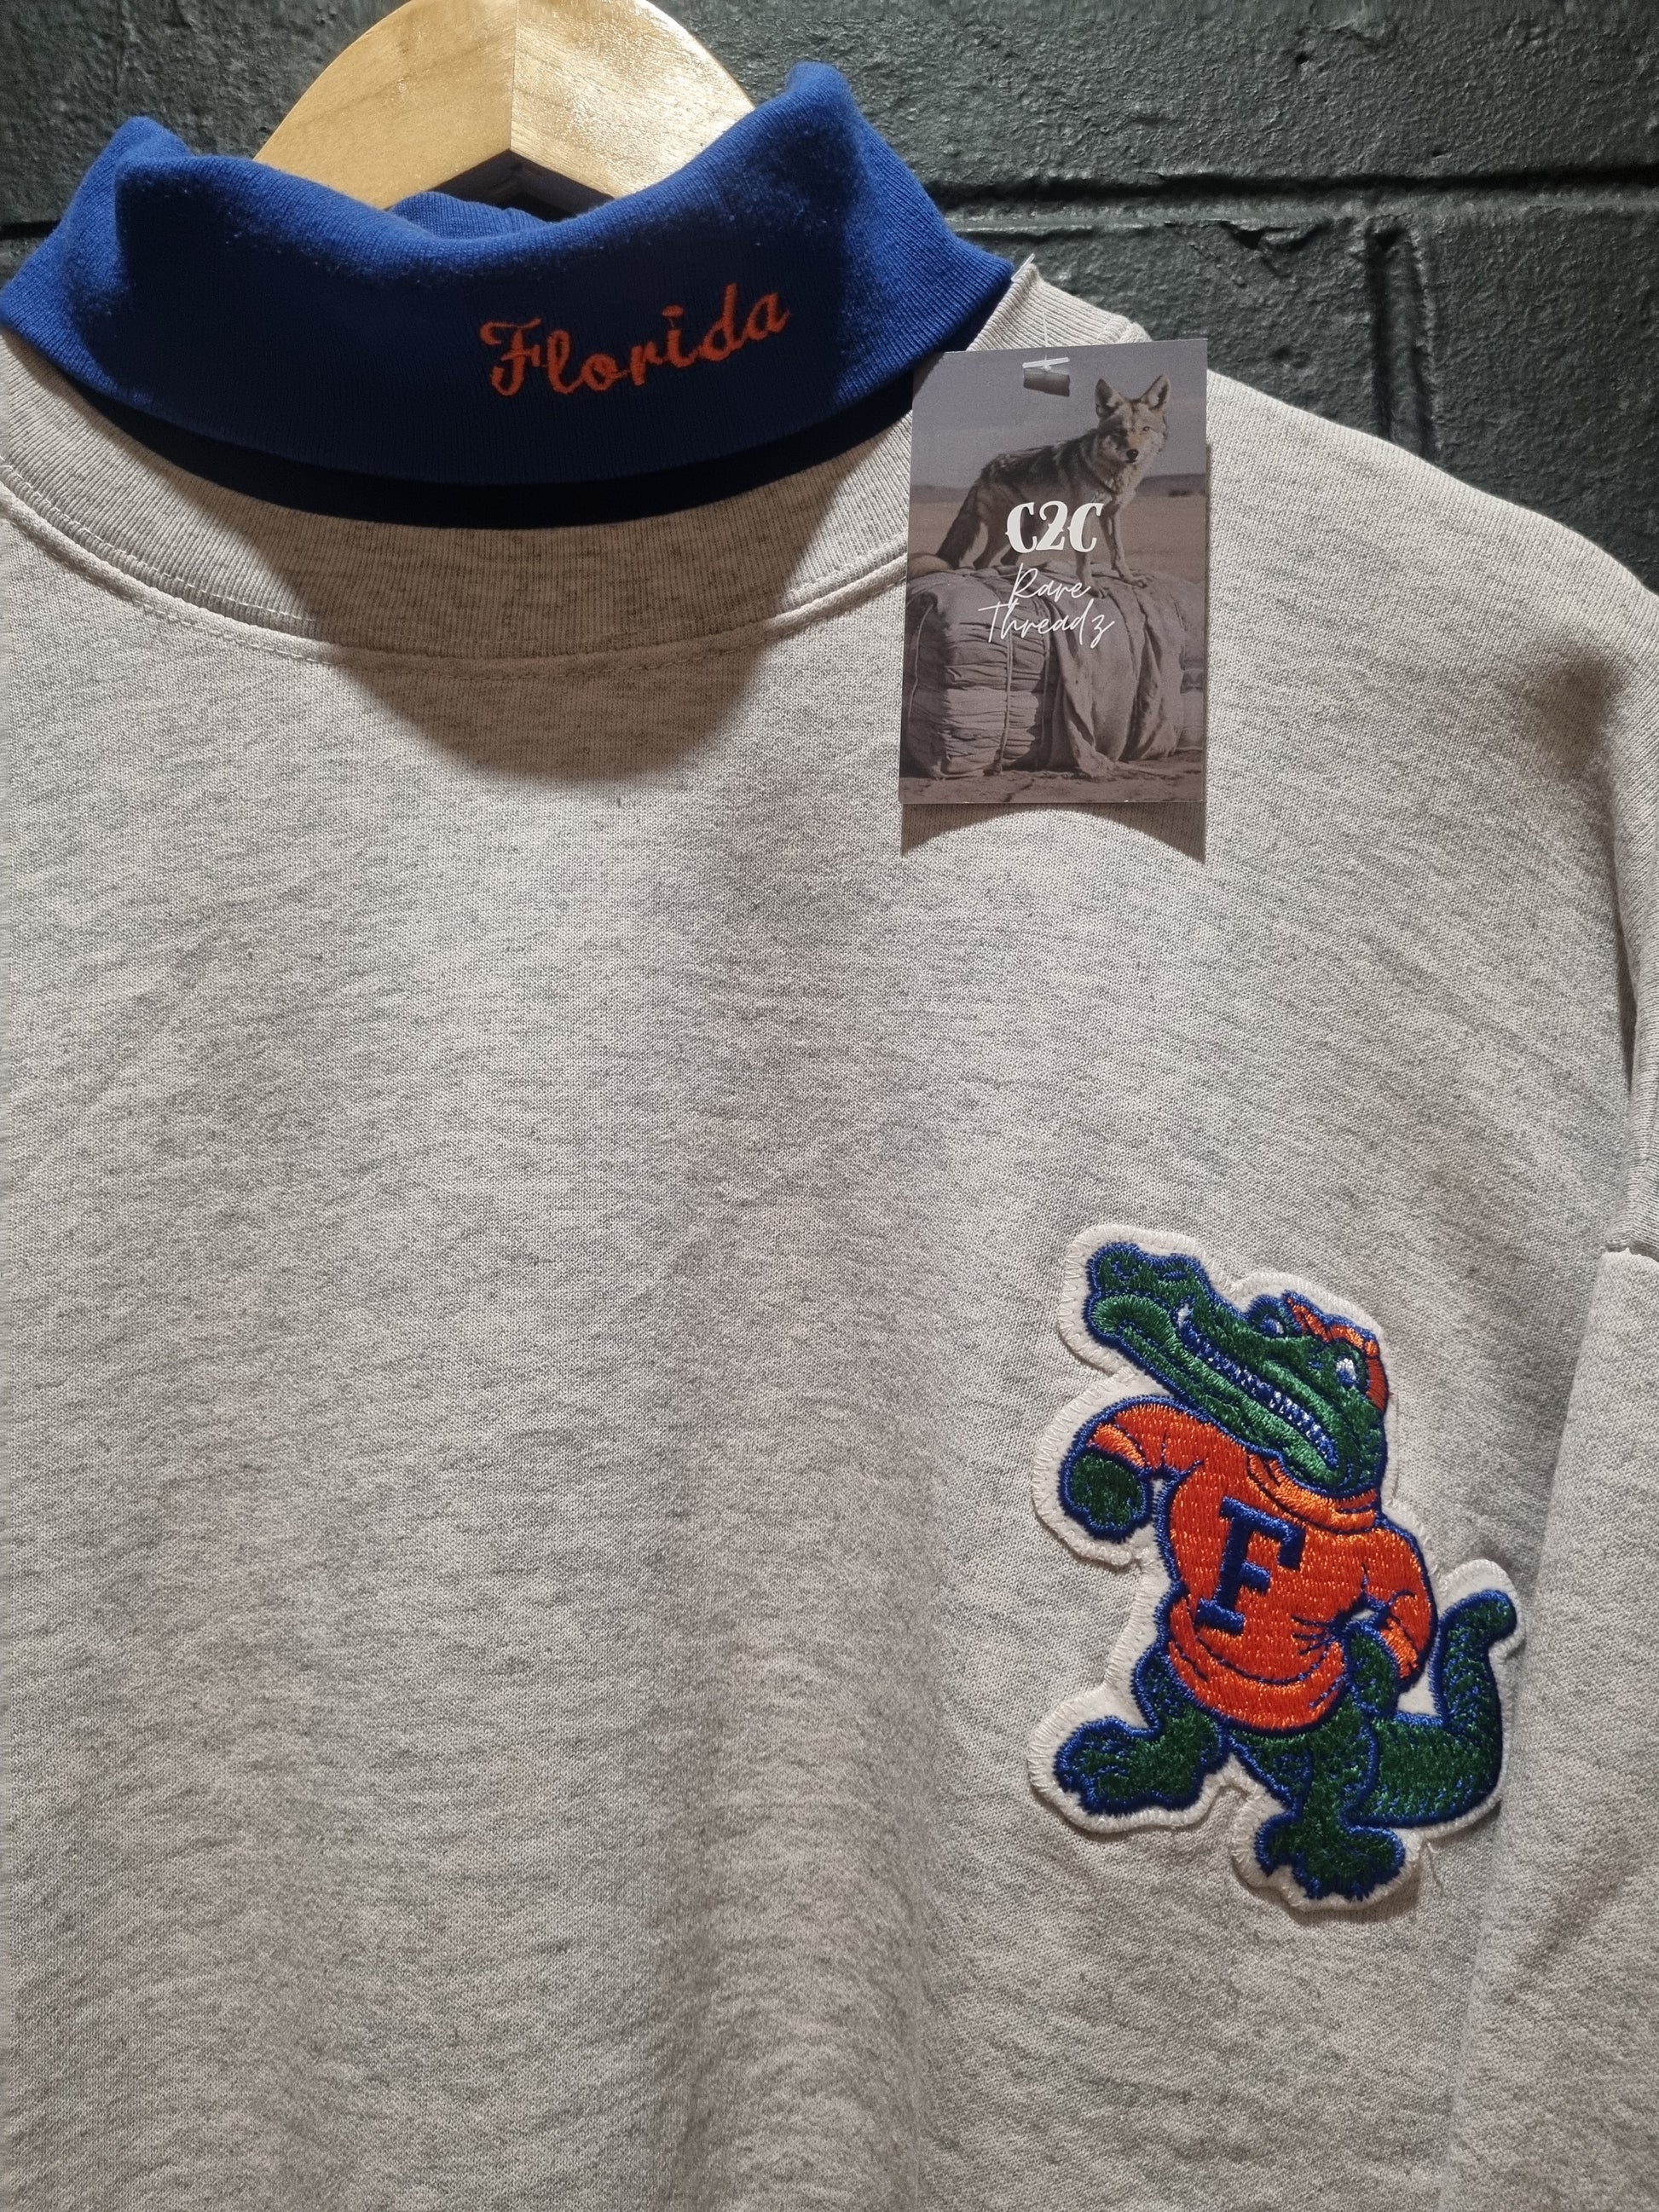 Florida
C2C
Rare
Threadz
F